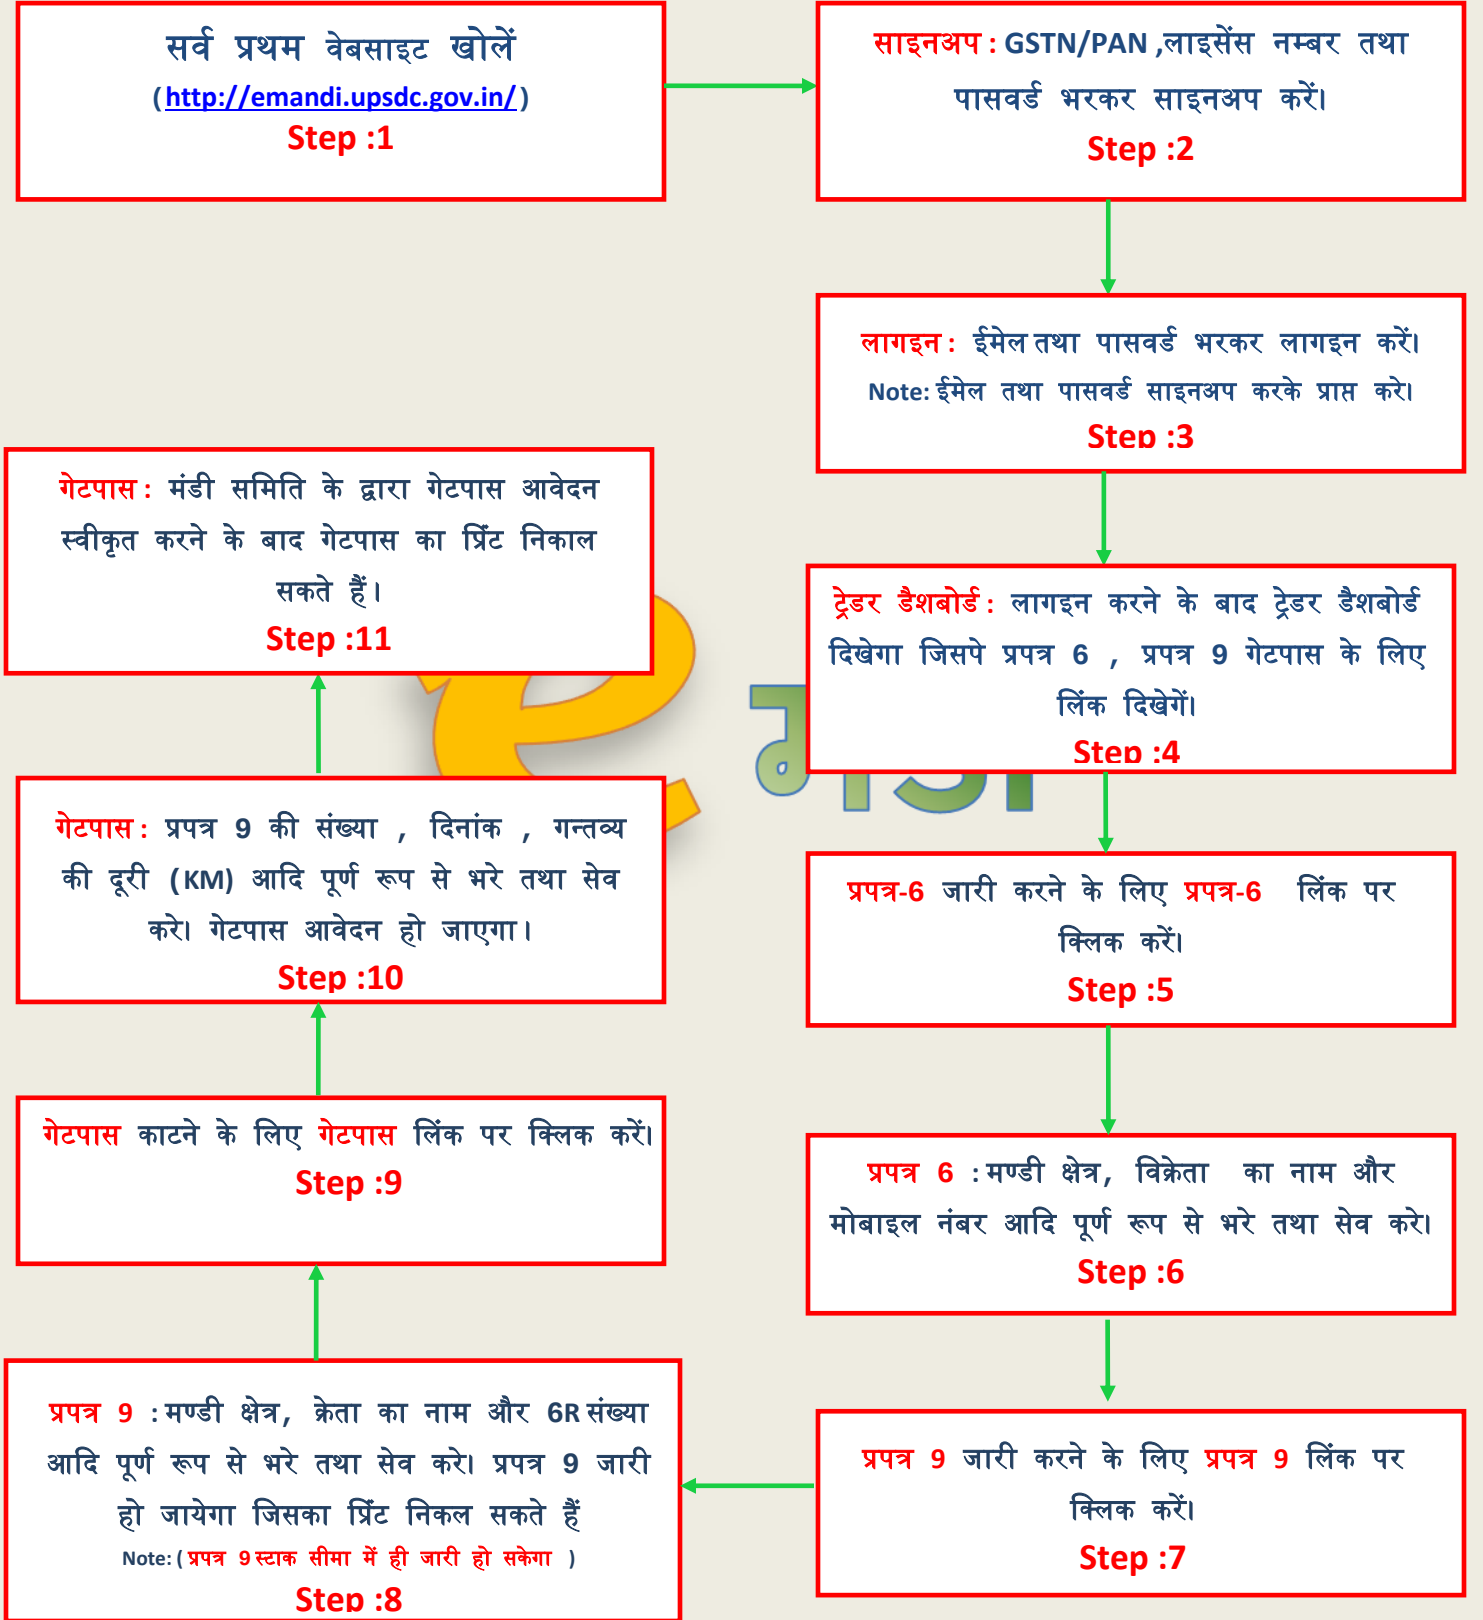 सर्व प्रथम वेबसाइट खोलें
(http://emandi.upsdc.gov.in/)
Step :1
साइनअप : GSTN/PAN ,लाइसेंस नम्बर तथा
पासवर्ड भरकर साइनअप करें।
Step :2
लागइन : ईमेल तथा पासवर्ड भरकर लागइन करें।
Note: ईमेल तथा पासवर्ड साइनअप करके प्राप्त करे।
Step :3
ट्रेडर डैशबोर्ड : लागइन करने के बाद ट्रेडर डैशबोर्ड
दिखेगा जिसपे प्रपत्र 6 , प्रपत्र 9 गेटपास के लिए
लिंक दिखेगें।
Step :4
प्रपत्र-6 जारी करने के लिए प्रपत्र-6 लिंक पर
क्लिक करें।
Step :5
प्रपत्र 6 : मण्डी क्षेत्र, विक्रेता का नाम और
मोबाइल नंबर आदि पूर्ण रूप से भरे तथा सेव करे।
Step :6
प्रपत्र 9 जारी करने के लिए प्रपत्र 9 लिंक पर
क्लिक करें।
Step :7
प्रपत्र 9 : मण्डी क्षेत्र, क्रेता का नाम और 6R संख्या
आदि पूर्ण रूप से भरे तथा सेव करे। प्रपत्र 9 जारी
हो जायेगा जिसका प्रिंट निकल सकते हैं
Note: ( प्रपत्र 9 स्टाक सीमा में ही जारी हो सकेगा )
Step :8
गेटपास काटने के लिए गेटपास लिंक पर क्लिक करें।
Step :9
गेटपास : प्रपत्र 9 की संख्या , दिनांक , गन्तव्य
की दूरी (KM) आदि पूर्ण रूप से भरे तथा सेव
करे। गेटपास आवेदन हो जाएगा।
Step :10
गेटपास : मंडी समिति के द्वारा गेटपास आवेदन
स्वीकृत करने के बाद गेटपास का प्रिंट निकाल
सकते हैं।
Step :11